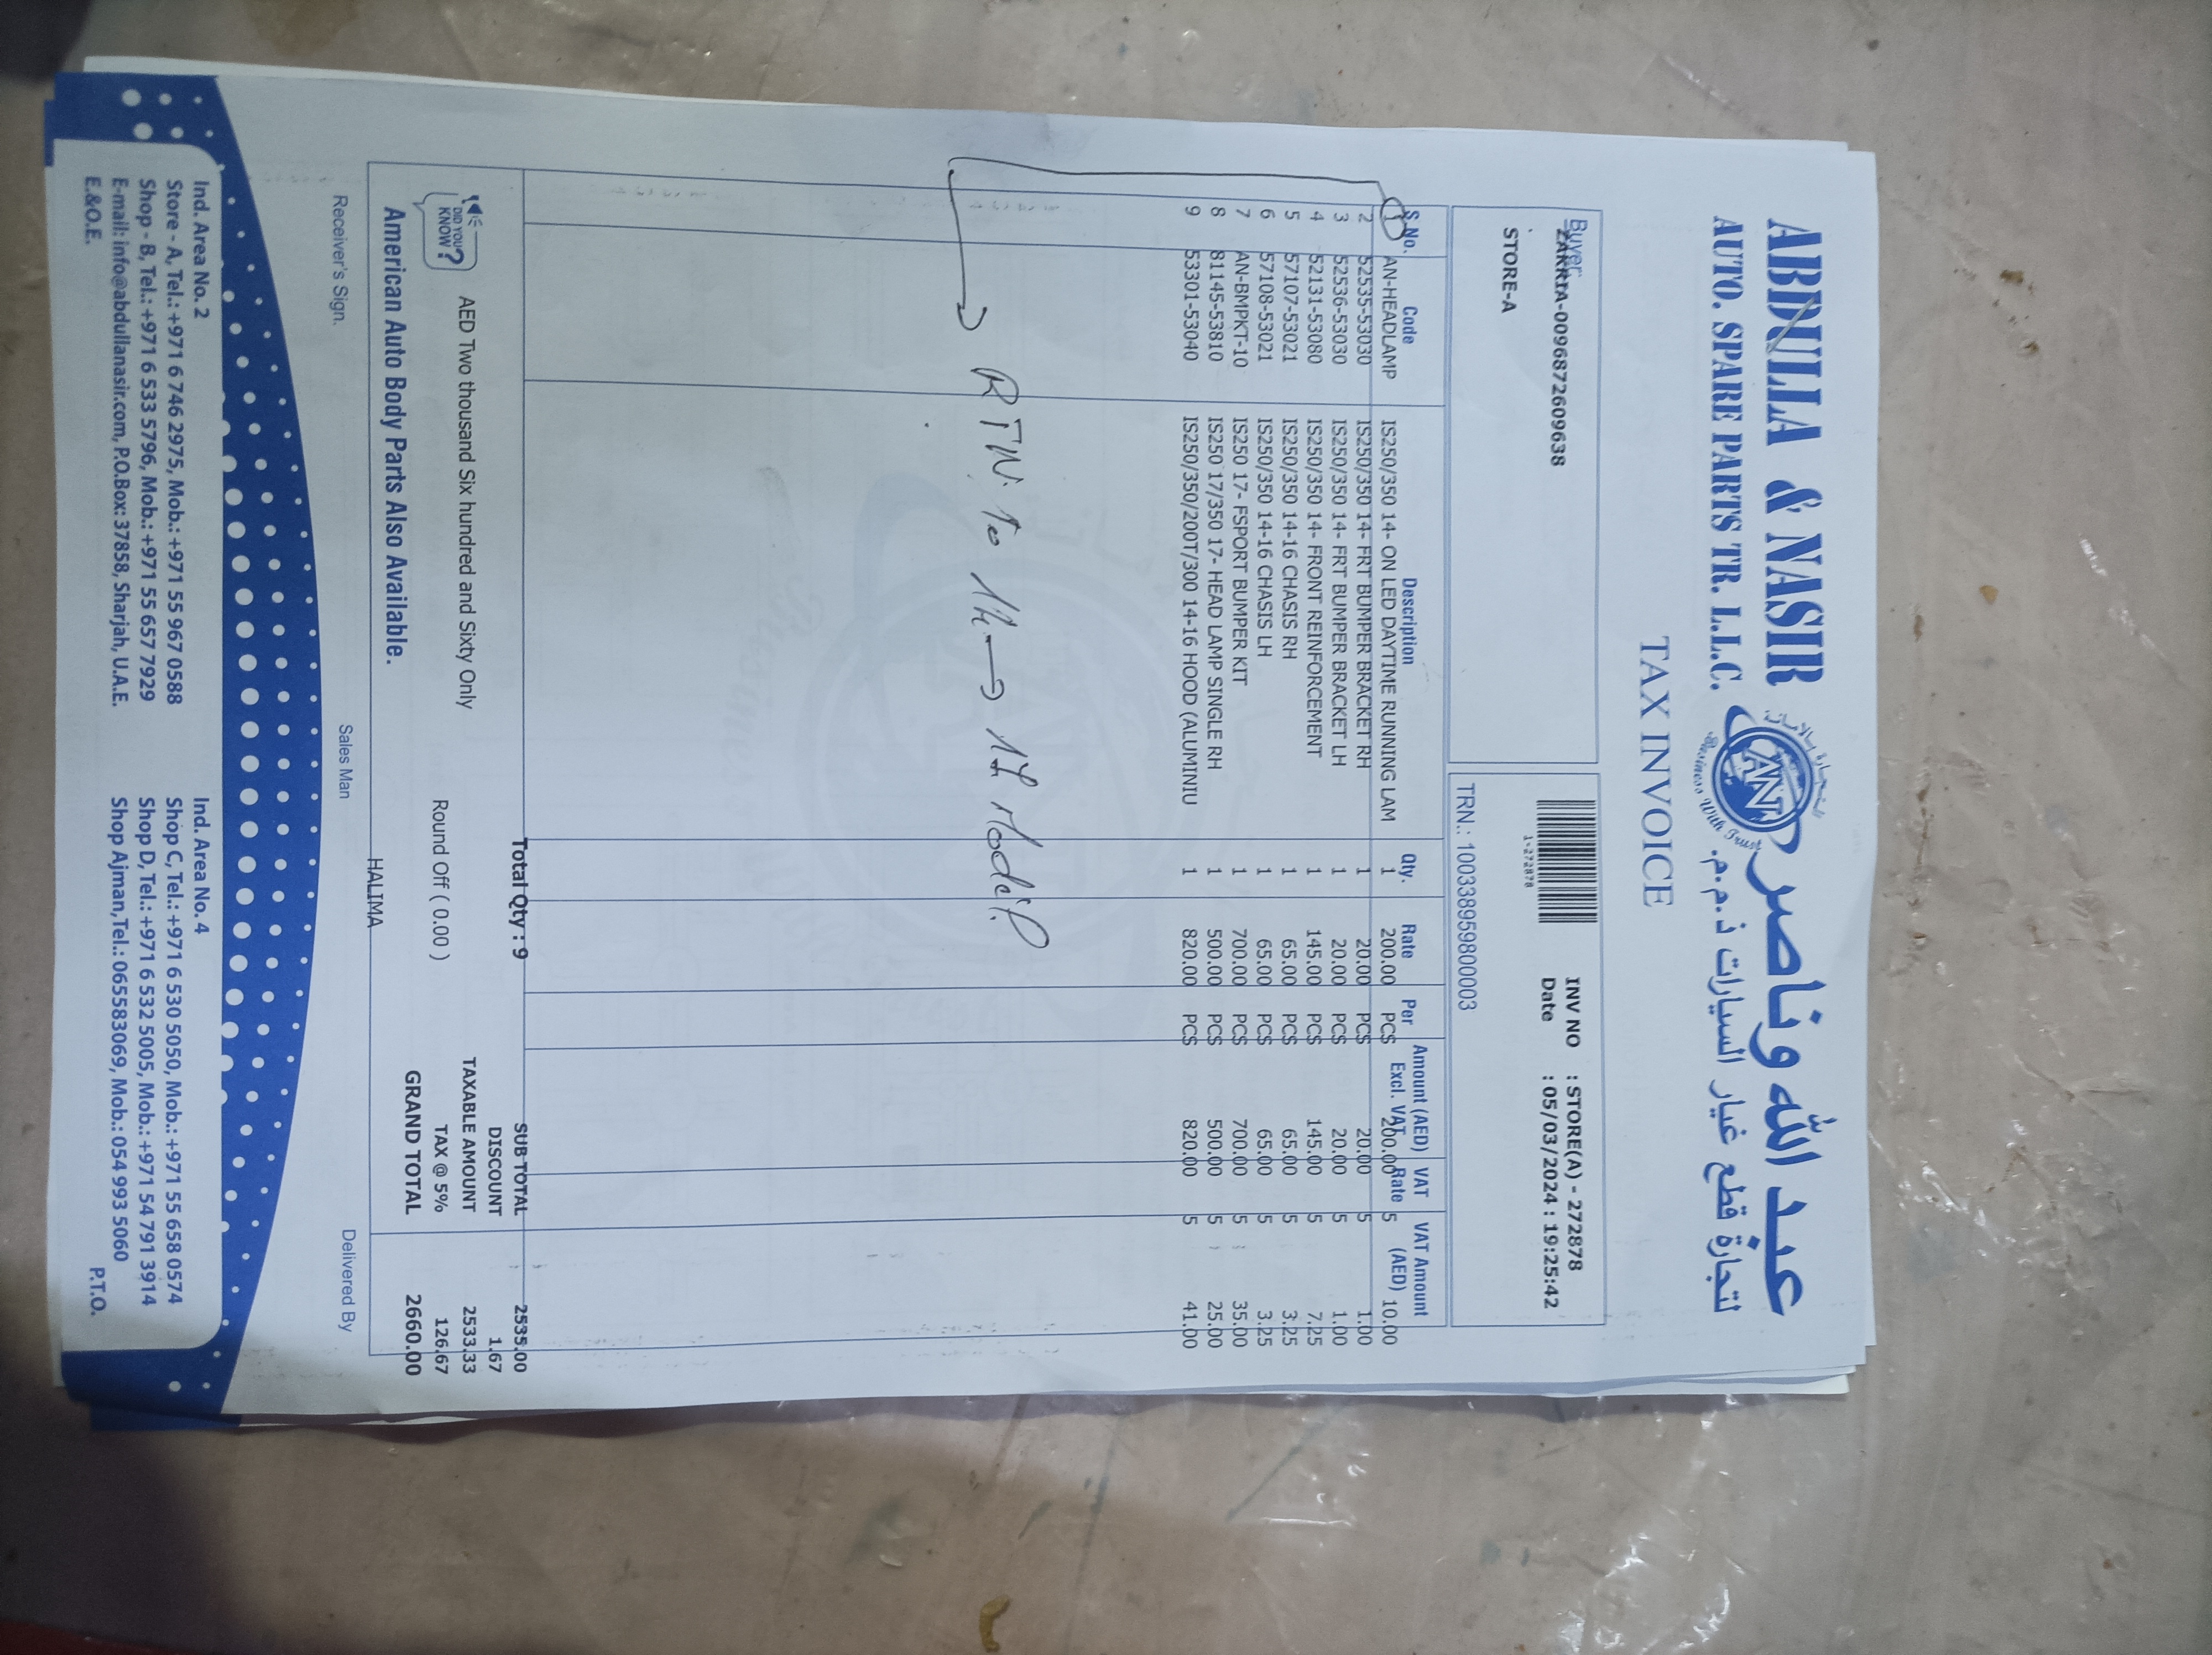 ABDULLA & NASIR
AUTO. SPARE PARTS TR. L.L.C.
عبد الله وناصر
لتجارة قطع غيار السيارات ذ.م.م.
AN
Business With Trust
TAX INVOICE
Buyer:
ZAKRIA-0096872609638
STORE-A
1-272878
INV NO : STORE(A) - 272878
Date : 05/03/2024 : 19:25:42
TRN.: 100338959800003
S.No. Code Description Qty. Rate Per Amount (AED) Excl. VAT VAT Rate VAT Amount (AED)
1 AN-HEADLAMP IS250/350 14- ON LED DAYTIME RUNNING LAM 1 200.00 PCS 200.00 5 10.00
2 52535-53030 IS250/350 14- FRT BUMPER BRACKET RH 1 20.00 PCS 20.00 5 1.00
3 52536-53030 IS250/350 14- FRT BUMPER BRACKET LH 1 20.00 PCS 20.00 5 1.00
4 52131-53080 IS250/350 14- FRONT REINFORCEMENT 1 145.00 PCS 145.00 5 7.25
5 57107-53021 IS250/350 14-16 CHASIS RH 1 65.00 PCS 65.00 5 3.25
6 57108-53021 IS250/350 14-16 CHASIS LH 1 65.00 PCS 65.00 5 3.25
7 AN-BMPKT-10 IS250 17- FSPORT BUMPER KIT 1 700.00 PCS 700.00 5 35.00
8 81145-53810 IS250 17/350 17- HEAD LAMP SINGLE RH 1 500.00 PCS 500.00 5 25.00
9 53301-53040 IS250/350/200T/300 14-16 HOOD (ALUMINIU 1 820.00 PCS 820.00 5 41.00
Model
Total Qty : 9 SUB TOTAL 2535.00
DISCOUNT 1.67
DID YOU KNOW? AED Two thousand Six hundred and Sixty Only TAXABLE AMOUNT 2533.33
Round Off ( 0.00 ) TAX @ 5% 126.67
American Auto Body Parts Also Available. GRAND TOTAL 2660.00
HALIMA
Receiver's Sign. Sales Man Delivered By
Ind. Area No. 2
Store - A, Tel.: +971 6 746 2975, Mob.: +971 55 967 0588
Shop - B, Tel.: +971 6 533 5796, Mob.: +971 55 657 7929
E-mail: info@abdullanasir.com, P.O.Box: 37858, Sharjah, U.A.E.
E.&O.E.
Ind. Area No. 4
Shop C, Tel.: +971 6 530 5050, Mob.: +971 55 658 0574
Shop D, Tel.: +971 6 532 5005, Mob.: +971 54 791 3914
Shop Ajman, Tel.: 065583069, Mob.: 054 993 5060
P.T.O.